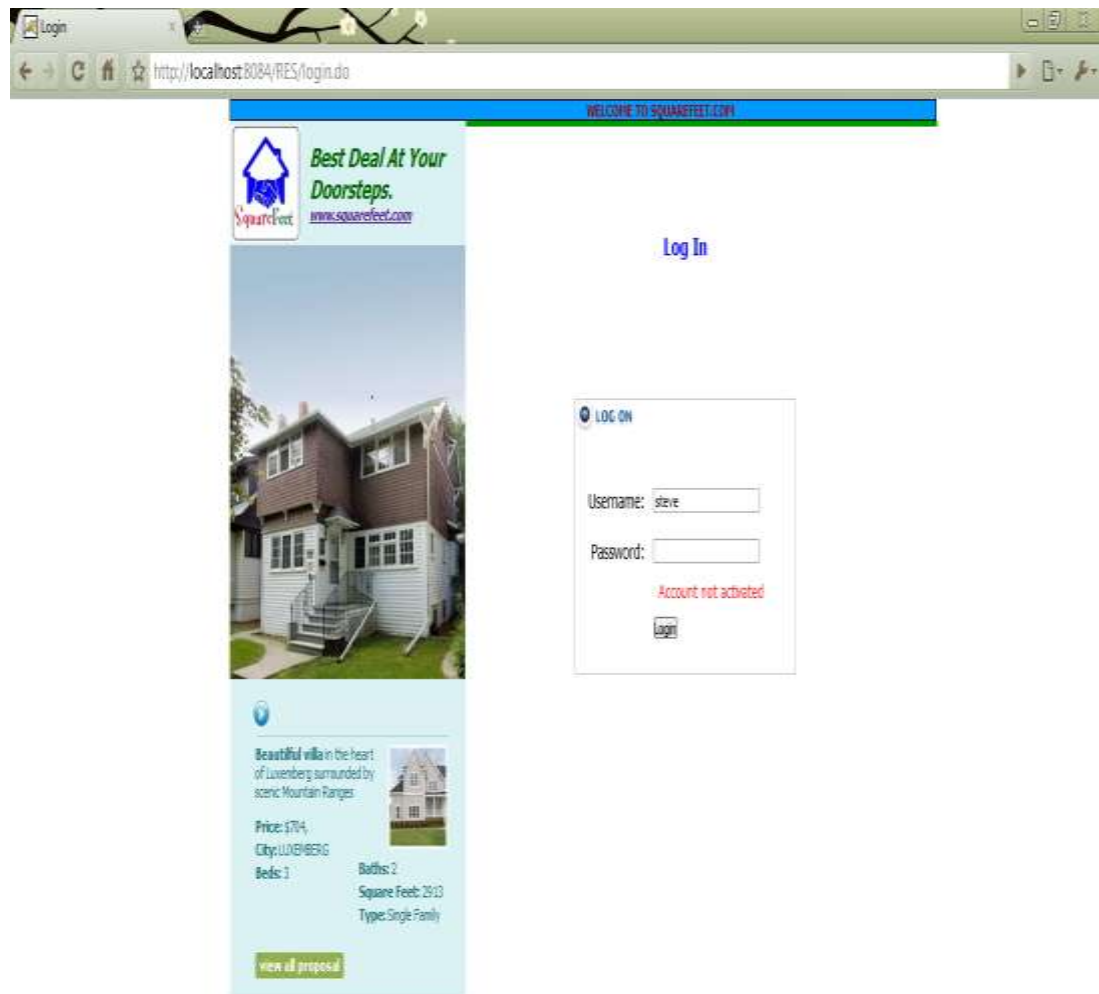 Login
http://localhost:8084/RES/login.do
WELCOME TO SQUAREFEET.COM
SquareFeet
Best Deal At Your
Doorsteps.
www.squarefeet.com
Log In
LOG ON
Username: steve
Password:
Account not activated
Login
Beautiful villa in the heart
of Luxemberg surrounded by
scenic Mountain Ranges
Price: $704,
City: LUXEMBERG
Beds: 3
Baths: 2
Square Feet: 2913
Type: Single Family
view all proposal